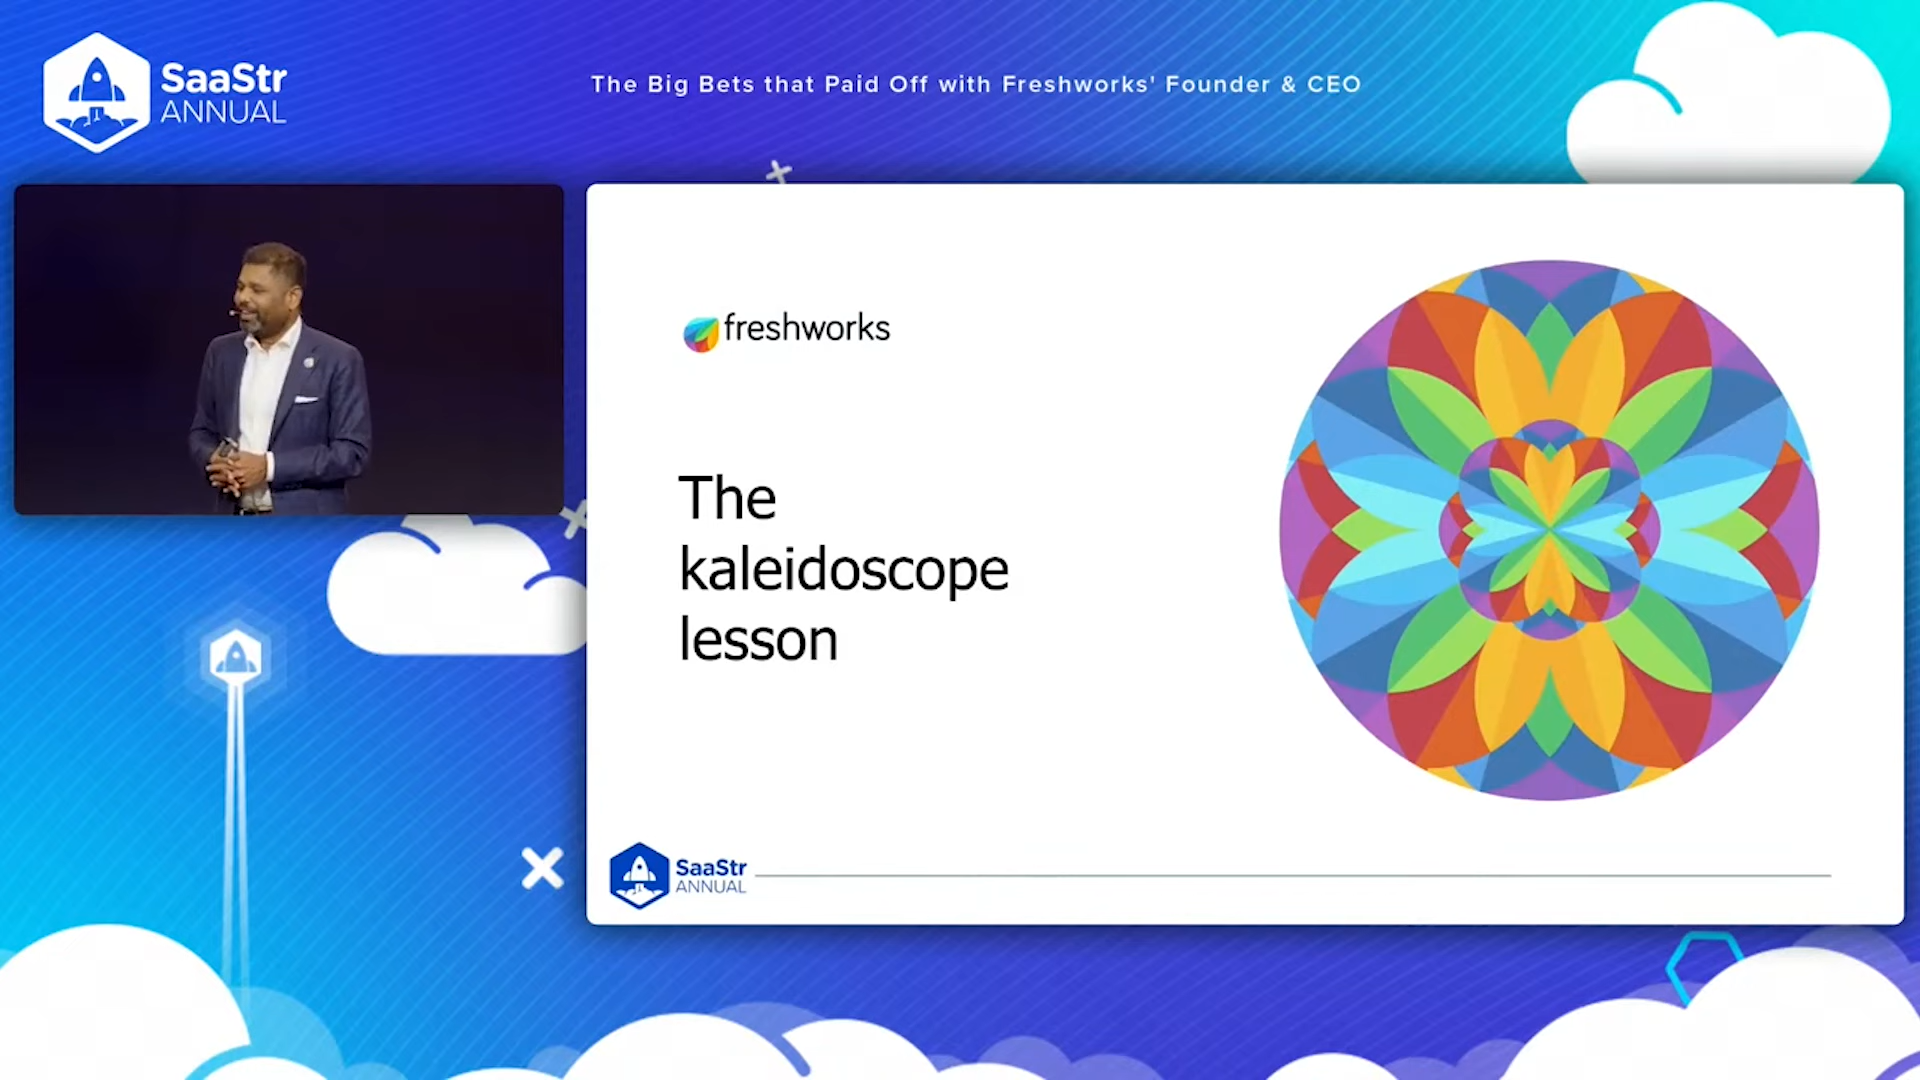 SaaStr
ANNUAL
The Big Bets that Paid Off with Freshworks' Founder & CEO
freshworks
The
kaleidoscope
lesson
SaaStr
ANNUAL